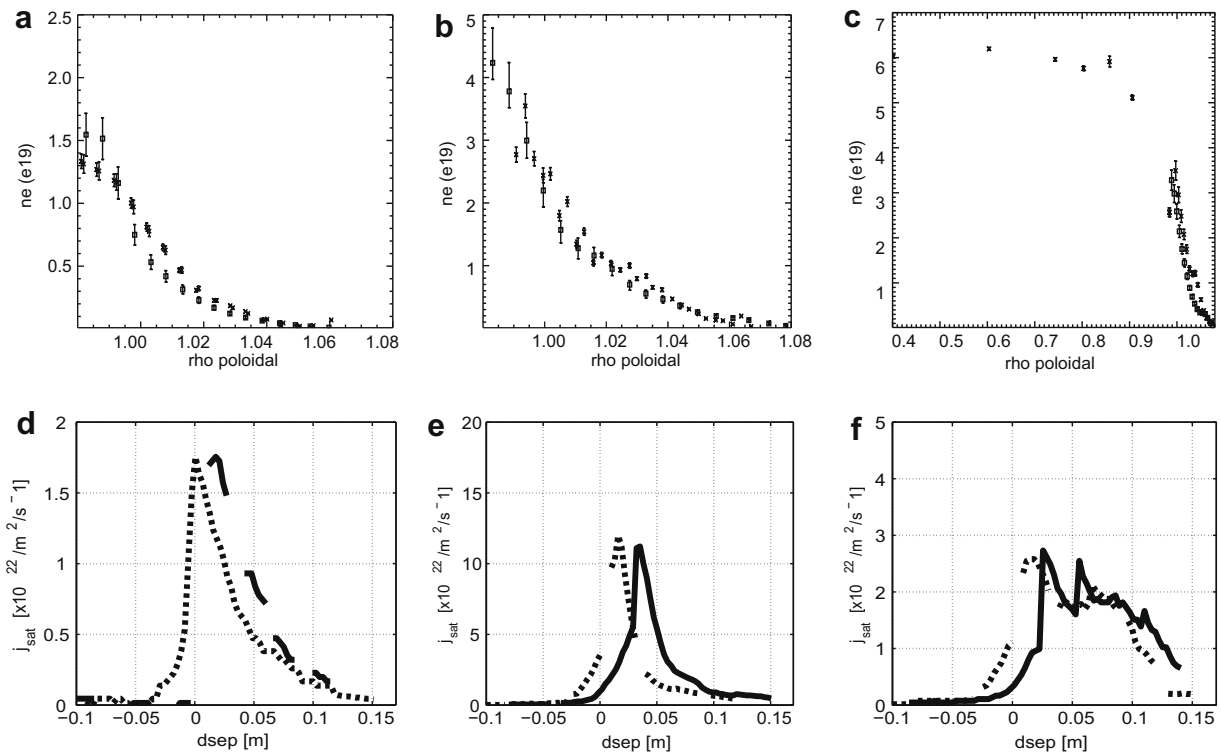 a
2.5
2.0
1.5
1.0
0.5
ne (e19)
1.00 1.02 1.04 1.06 1.08
rho poloidal
b
5
4
3
2
1
ne (e19)
1.00 1.02 1.04 1.06 1.08
rho poloidal
c
7
6
5
4
3
2
1
ne (e19)
0.4 0.5 0.6 0.7 0.8 0.9 1.0
rho poloidal
d
2
1.5
1
0.5
0
j_sat [x10 ^22/m ^2/s ^- 1]
−0.1 −0.05 0 0.05 0.1 0.15
dsep [m]
e
20
15
10
5
0
j_sat [x10 ^22/m ^2/s ^- 1]
−0.1 −0.05 0 0.05 0.1 0.15
dsep [m]
f
5
4
3
2
1
0
j_sat [x10 ^22/m ^2/s ^- 1]
−0.1 −0.05 0 0.05 0.1 0.15
dsep [m]